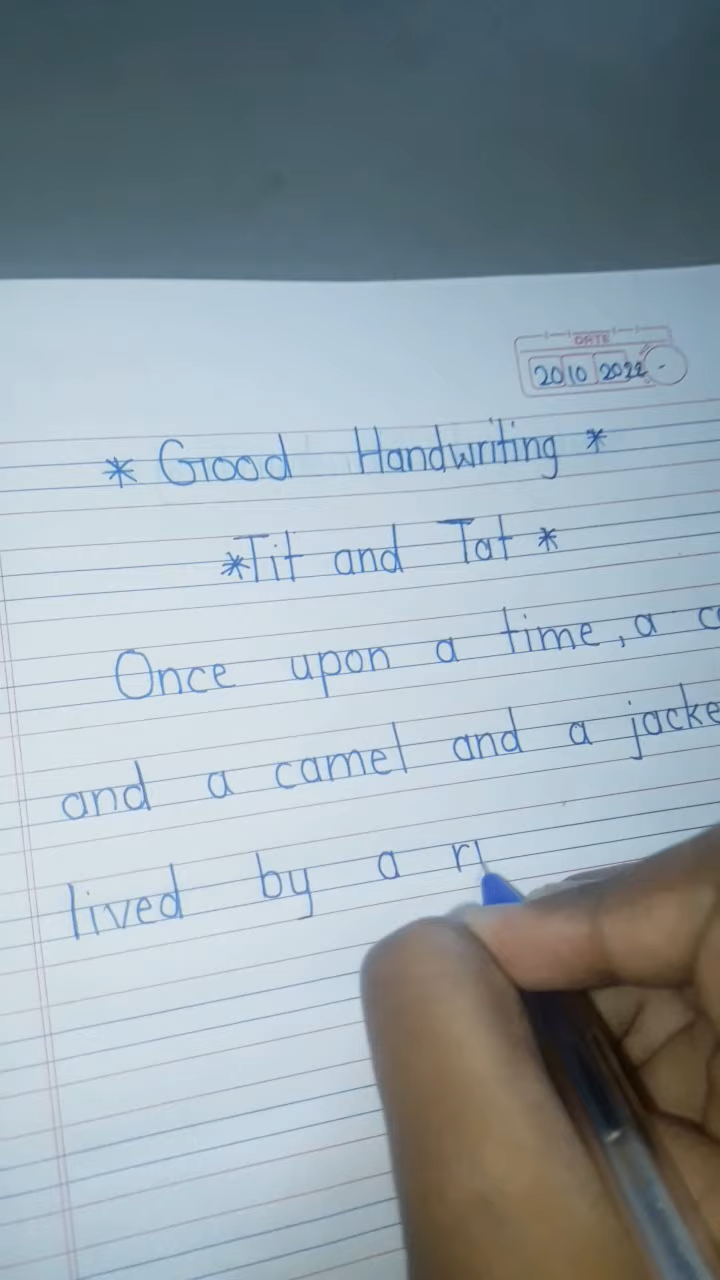 DATE
20 10 2022
* Good Handwriting *
*Tit and Tat *
Once upon a time, a
and a camel and a
lived by a